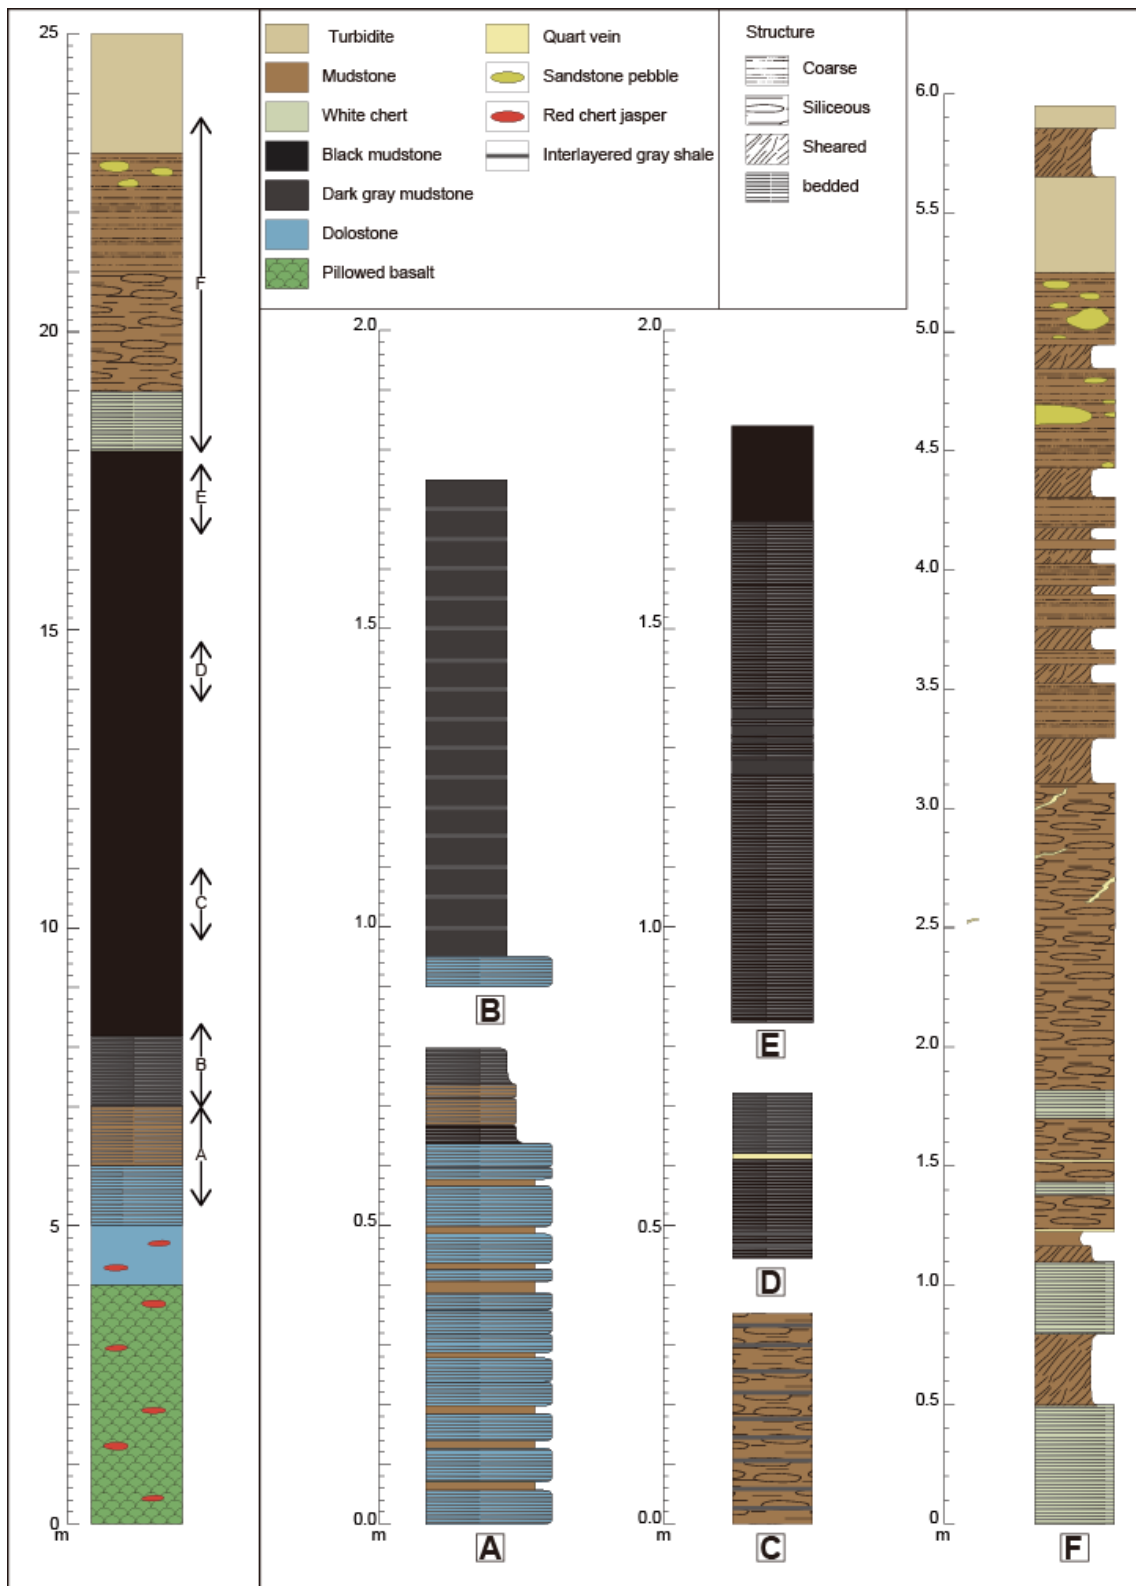 25
20
15
10
5
0
m
F
E
D
C
B
A
Turbidite
Mudstone
White chert
Black mudstone
Dark gray mudstone
Dolostone
Pillowed basalt
Quart vein
Sandstone pebble
Red chert jasper
Interlayered gray shale
Structure
Coarse
Siliceous
Sheared
bedded
2.0
1.5
1.0
0.5
0.0
m
B
A
2.0
1.5
1.0
0.5
0.0
m
E
D
C
6.0
5.5
5.0
4.5
4.0
3.5
3.0
2.5
2.0
1.5
1.0
0.5
0
m
F